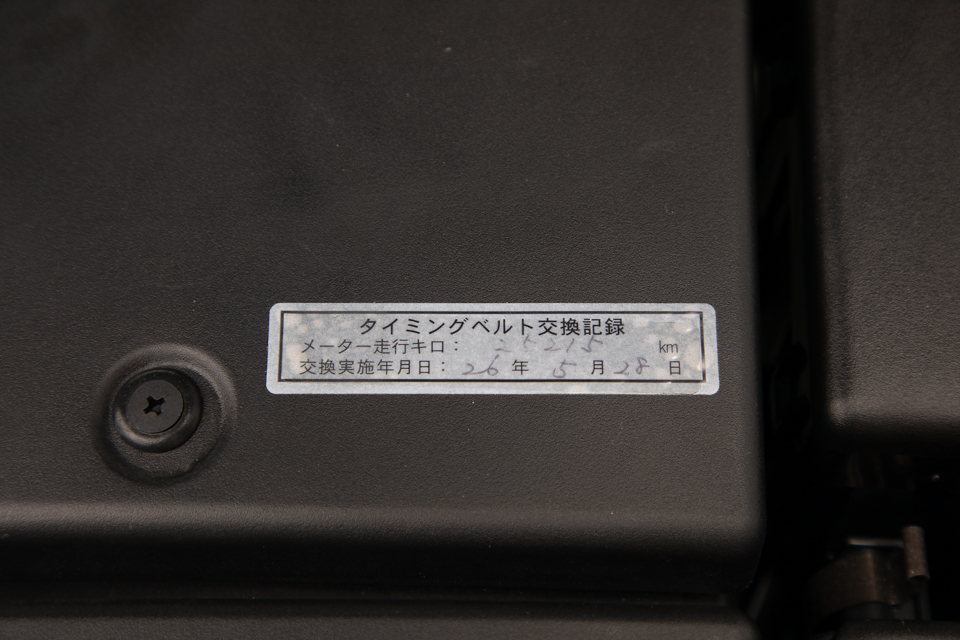 タイミングベルト交換記録
メーター走行キロ： 25215 km
交換実施年月日： 26 年 5 月 28 日